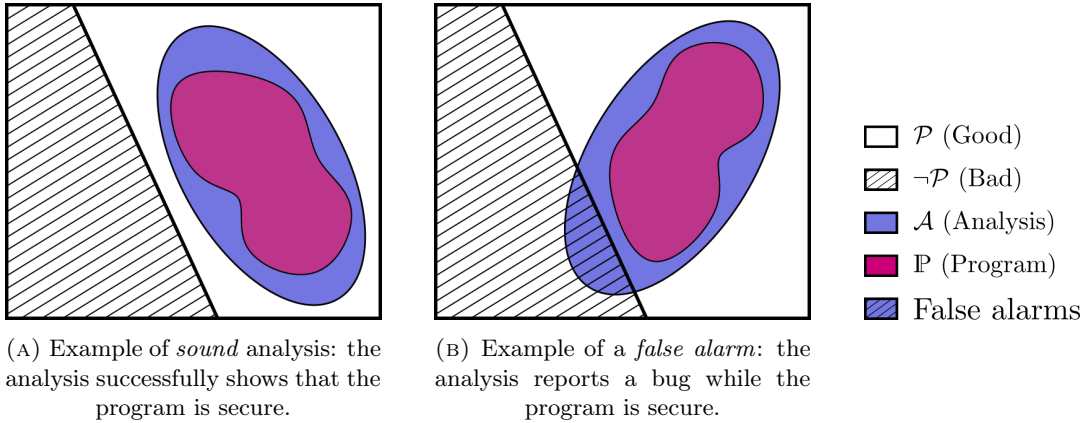 (A) Example of sound analysis: the
analysis successfully shows that the
program is secure.
(B) Example of a false alarm: the
analysis reports a bug while the
program is secure.
𝒫 (Good)
¬𝒫 (Bad)
𝒜 (Analysis)
ℙ (Program)
False alarms